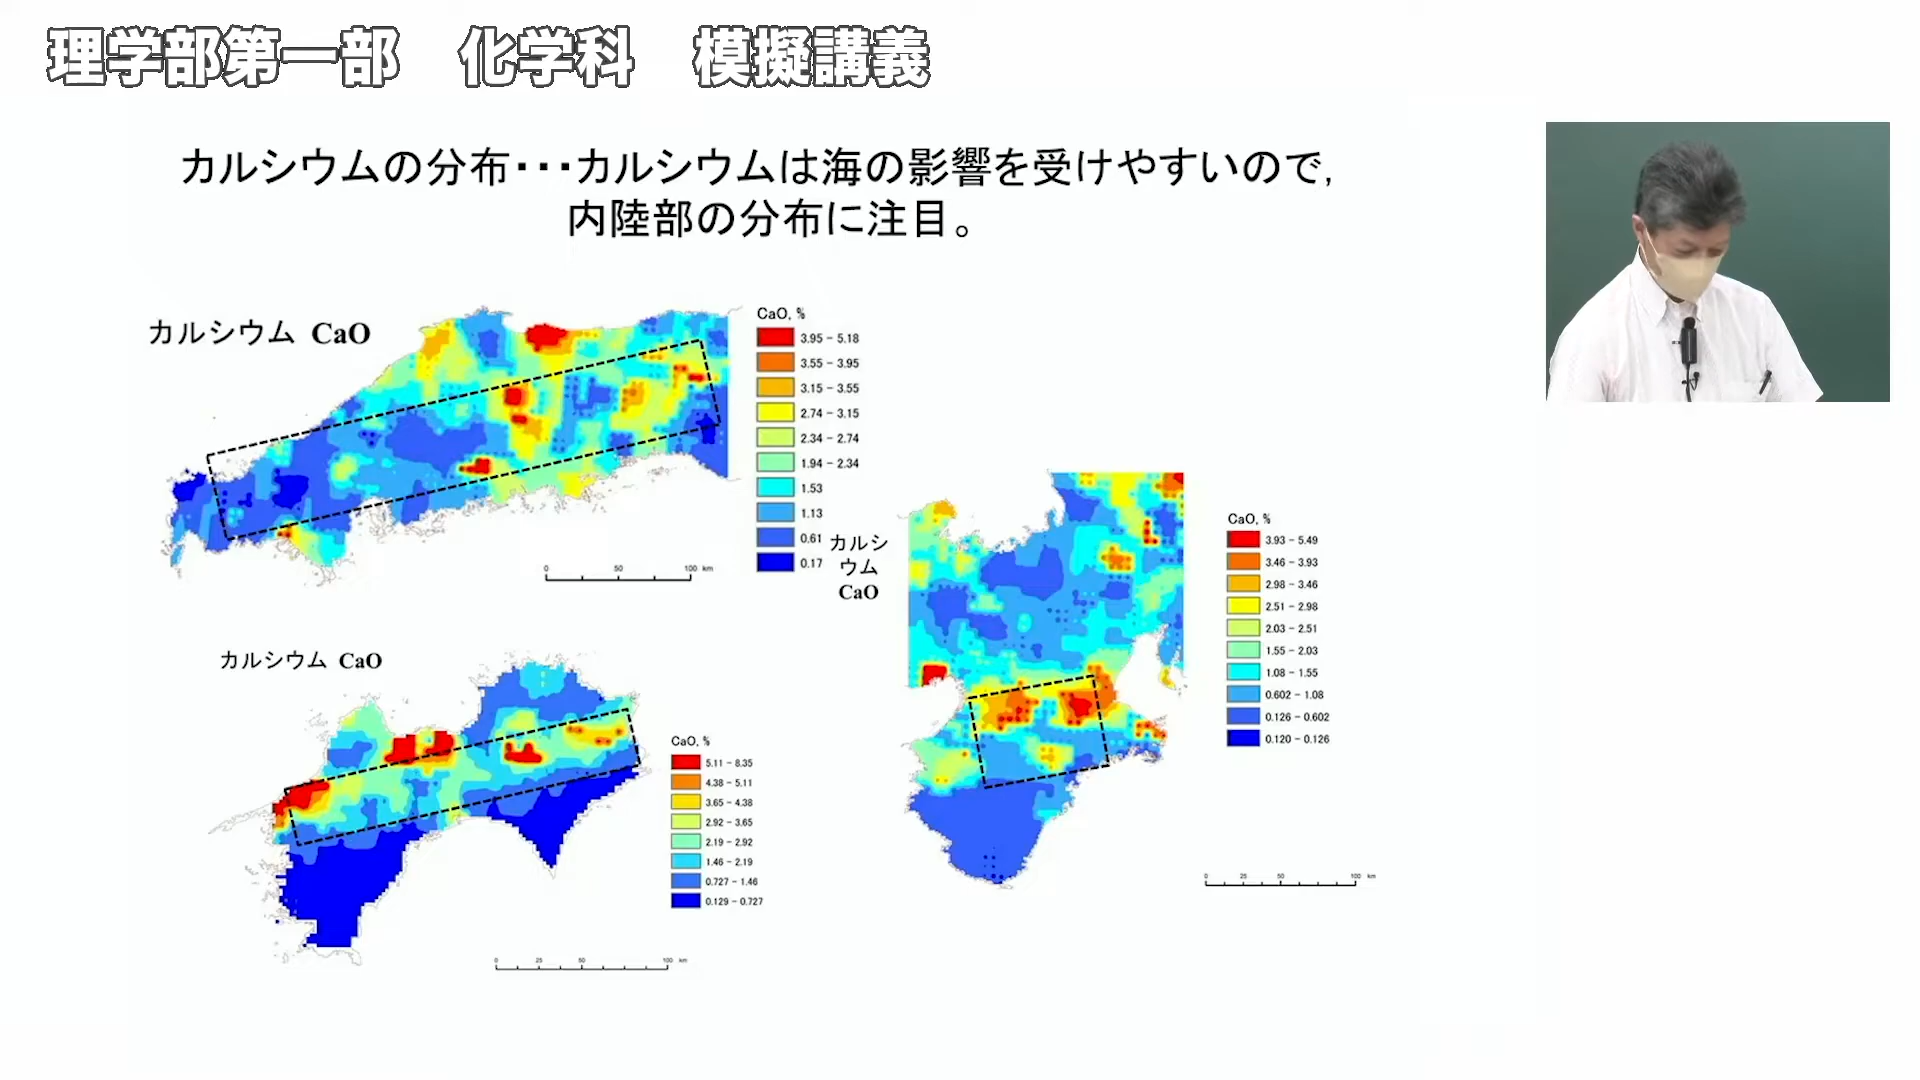 理学部第一部　化学科　模擬講義
カルシウムの分布･･･カルシウムは海の影響を受けやすいので,
内陸部の分布に注目。
カルシウム CaO
CaO, %
3.95 – 5.18
3.55 – 3.95
3.15 – 3.55
2.74 – 3.15
2.34 – 2.74
1.94 – 2.34
1.53
1.13
0.61
0.17
0 50 100 km
カルシ
ウム
CaO
CaO, %
3.93 – 5.49
3.46 – 3.93
2.98 – 3.46
2.51 – 2.98
2.03 – 2.51
1.55 – 2.03
1.08 – 1.55
0.602 – 1.08
0.126 – 0.602
0.120 – 0.126
0 25 50 100 km
カルシウム CaO
CaO, %
5.11 – 8.35
4.38 – 5.11
3.65 – 4.38
2.92 – 3.65
2.19 – 2.92
1.46 – 2.19
0.727 – 1.46
0.129 – 0.727
0 25 50 100 km